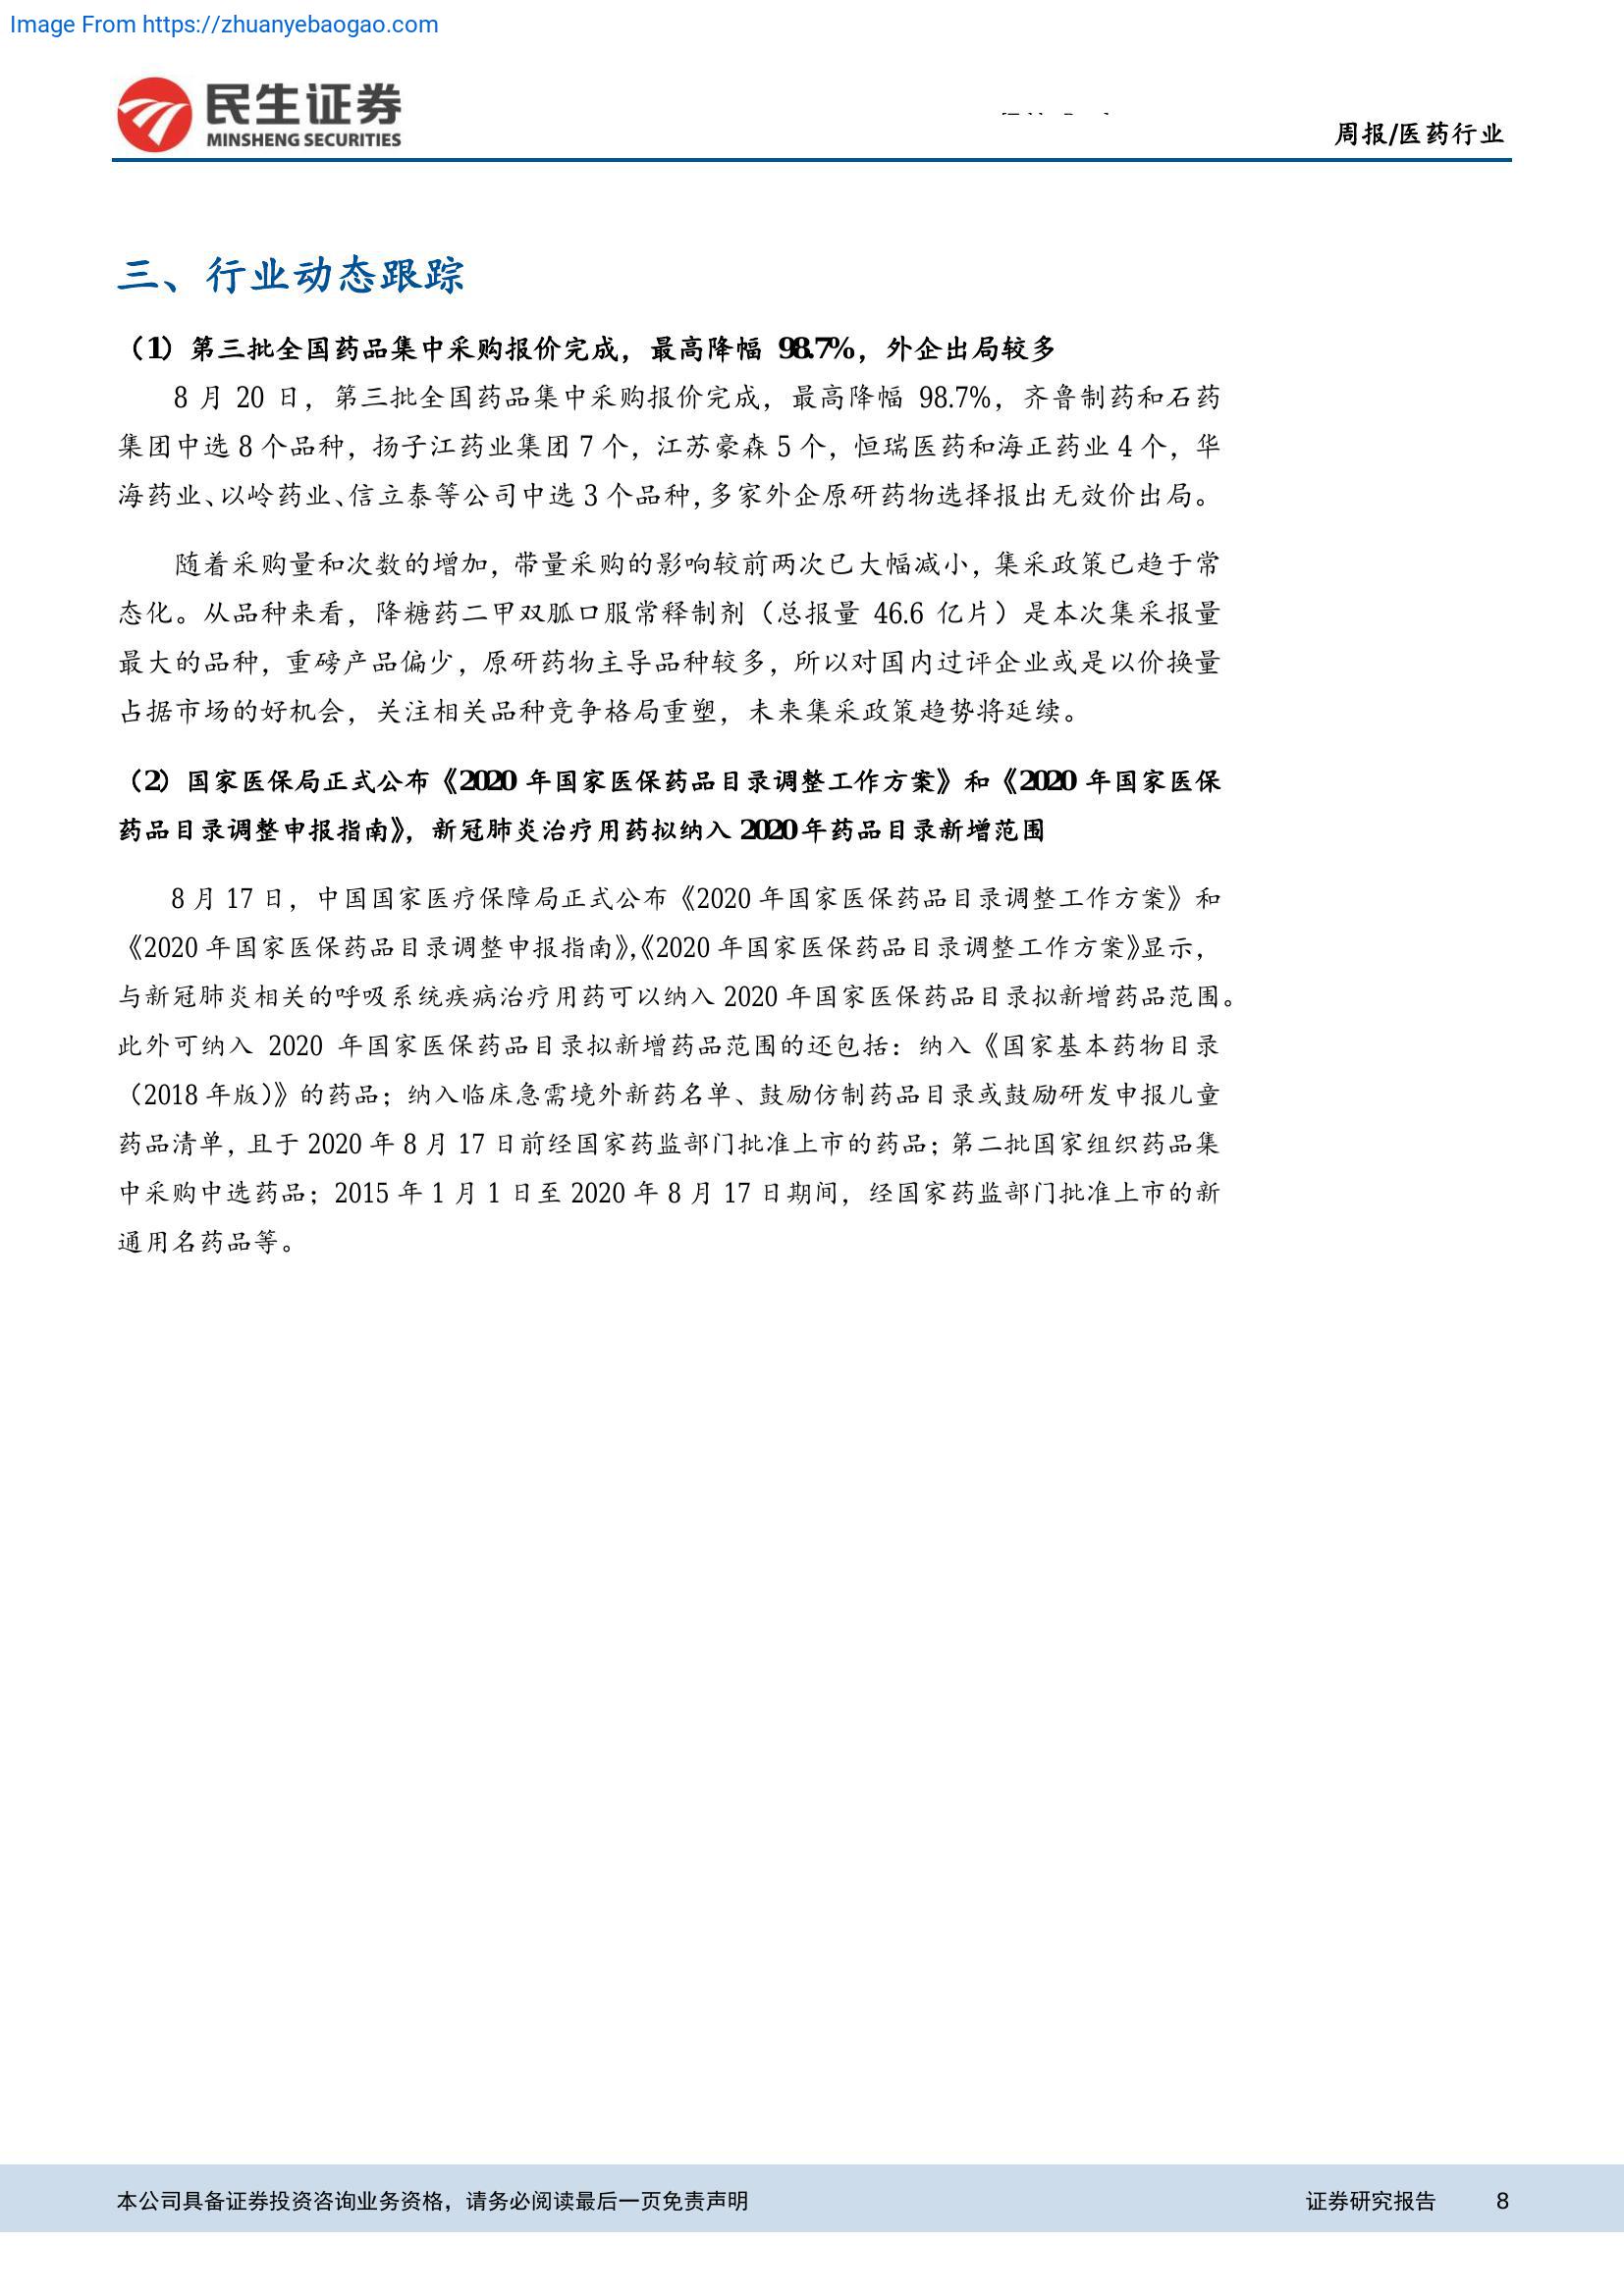 Image From https://zhuanyebaogao.com
民生证券
MINSHENG SECURITIES
周报/医药行业
三、行业动态跟踪
（1）第三批全国药品集中采购报价完成，最高降幅 98.7%，外企出局较多
8 月 20 日，第三批全国药品集中采购报价完成，最高降幅 98.7%，齐鲁制药和石药
集团中选 8 个品种，扬子江药业集团 7 个，江苏豪森 5 个，恒瑞医药和海正药业 4 个，华
海药业、以岭药业、信立泰等公司中选 3 个品种，多家外企原研药物选择报出无效价出局。
随着采购量和次数的增加，带量采购的影响较前两次已大幅减小，集采政策已趋于常
态化。从品种来看，降糖药二甲双胍口服常释制剂（总报量 46.6 亿片）是本次集采报量
最大的品种，重磅产品偏少，原研药物主导品种较多，所以对国内过评企业或是以价换量
占据市场的好机会，关注相关品种竞争格局重塑，未来集采政策趋势将延续。
（2）国家医保局正式公布《2020 年国家医保药品目录调整工作方案》和《2020 年国家医保
药品目录调整申报指南》，新冠肺炎治疗用药拟纳入 2020 年药品目录新增范围
8 月 17 日，中国国家医疗保障局正式公布《2020 年国家医保药品目录调整工作方案》和
《2020 年国家医保药品目录调整申报指南》，《2020 年国家医保药品目录调整工作方案》显示，
与新冠肺炎相关的呼吸系统疾病治疗用药可以纳入 2020 年国家医保药品目录拟新增药品范围。
此外可纳入 2020 年国家医保药品目录拟新增药品范围的还包括：纳入《国家基本药物目录
（2018 年版）》的药品；纳入临床急需境外新药名单、鼓励仿制药品目录或鼓励研发申报儿童
药品清单，且于 2020 年 8 月 17 日前经国家药监部门批准上市的药品；第二批国家组织药品集
中采购中选药品；2015 年 1 月 1 日至 2020 年 8 月 17 日期间，经国家药监部门批准上市的新
通用名药品等。
本公司具备证券投资咨询业务资格，请务必阅读最后一页免责声明
证券研究报告 8